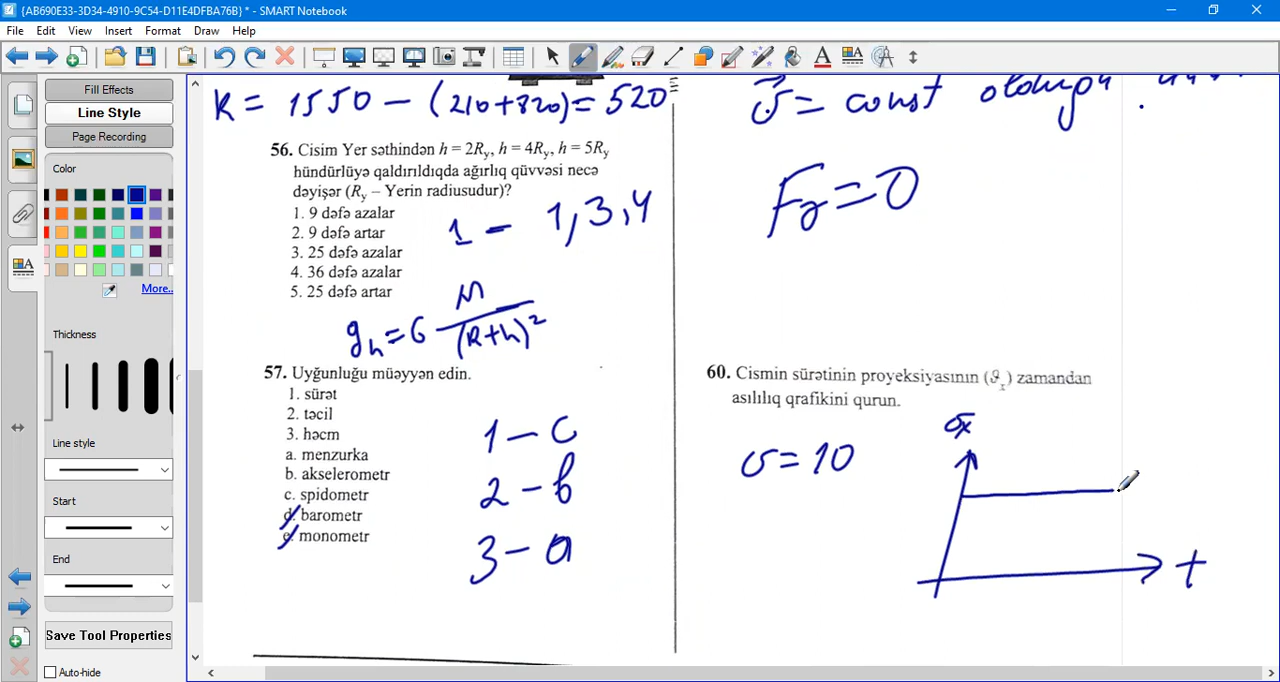 {AB690E33-3D34-4910-9C54-D11E4DFBA76B} * - SMART Notebook
File Edit View Insert Format Draw Help
Fill Effects
Line Style
Page Recording
Color
More..
Thickness
Line style
Start
End
Save Tool Properties
Auto-hide
R = 1550 - (210+820) = 520
56. Cisim Yer səthindən h = 2Ry, h = 4Ry, h = 5Ry
hündürlüyə qaldırıldıqda ağırlıq qüvvəsi necə
dəyişər (Ry – Yerin radiusudur)?
1. 9 dəfə azalar
2. 9 dəfə artar
3. 25 dəfə azalar
4. 36 dəfə azalar
5. 25 dəfə artar
1 - 1,3,4
gh = G M/(R+h)²
57. Uyğunluğu müəyyən edin.
1. sürət
2. təcil
3. həcm
a. menzurka
b. akselerometr
c. spidometr
d. barometr
e. monometr
1 – c
2 – b
3 – a
= const olduğu
=0
60. Cismin sürətinin proyeksiyasının (ϑx) zamandan
asılılıq qrafikini qurun.
υ = 10
υx
t